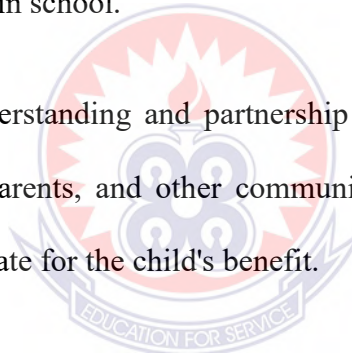 in school.
erstanding and partnership
arents, and other communi
ate for the child's benefit.
EDUCATION FOR SERVICE